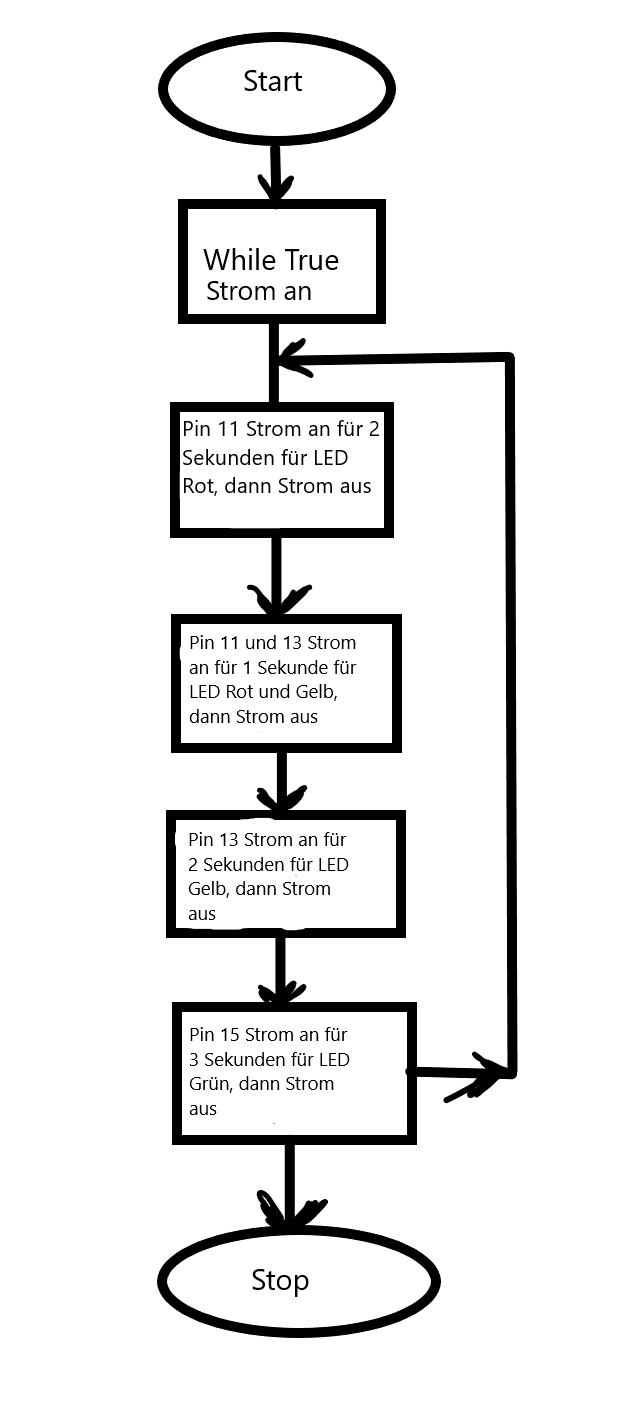 Start
While True
Strom an
Pin 11 Strom an für 2
Sekunden für LED
Rot, dann Strom aus
Pin 11 und 13 Strom
an für 1 Sekunde für
LED Rot und Gelb,
dann Strom aus
Pin 13 Strom an für
2 Sekunden für LED
Gelb, dann Strom
aus
Pin 15 Strom an für
3 Sekunden für LED
Grün, dann Strom
aus
Stop